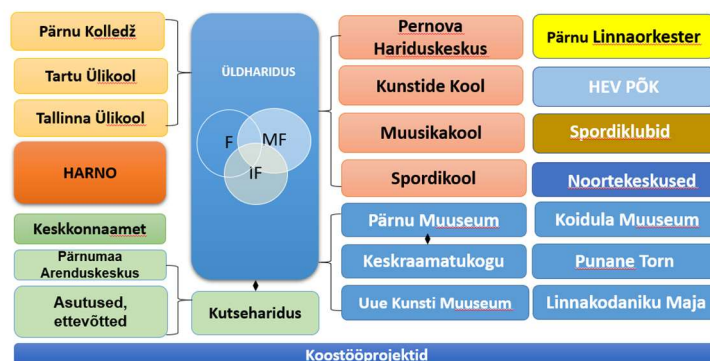 Pärnu Kolledž
Tartu Ülikool
Tallinna Ülikool
HARNO
Keskkonnaamet
Pärnumaa
Arenduskeskus
Asutused,
ettevõtted
ÜLDHARIDUS
F
MF
iF
Kutseharidus
Pernova
Hariduskeskus
Kunstide Kool
Muusikakool
Spordikool
Pärnu Muuseum
Keskraamatukogu
Uue Kunsti Muuseum
Pärnu Linnaorkester
HEV PÕK
Spordiklubid
Noortekeskused
Koidula Muuseum
Punane Torn
Linnakodaniku Maja
Koostööprojektid